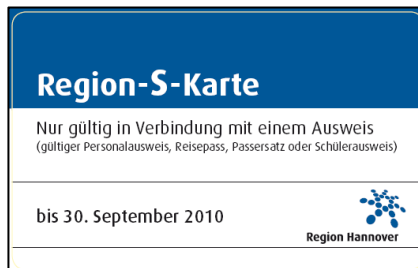 Region-S-Karte
Nur gültig in Verbindung mit einem Ausweis
(gültiger Personalausweis, Reisepass, Passersatz oder Schülerausweis)
bis 30. September 2010
Region Hannover